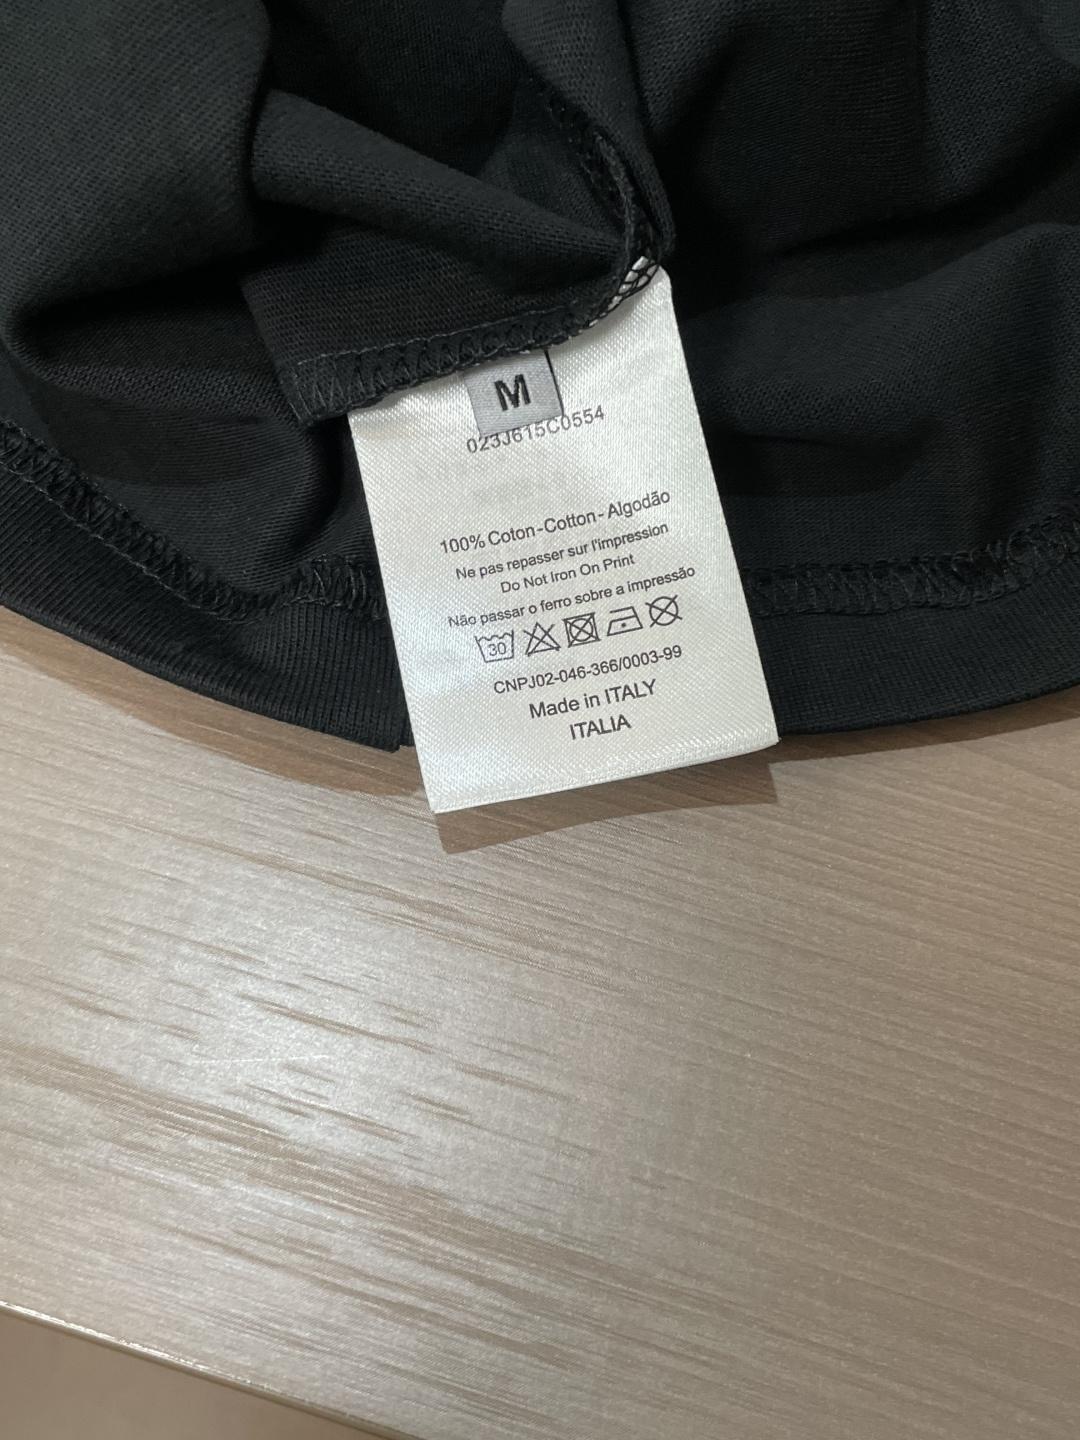 M
023J615C0554
100% Coton-Cotton-Algodão
Ne pas repasser sur l'impression
Do Not Iron On Print
Não passar o ferro sobre a impressão
30
CNPJ02-046-366/0003-99
Made in ITALY
ITALIA